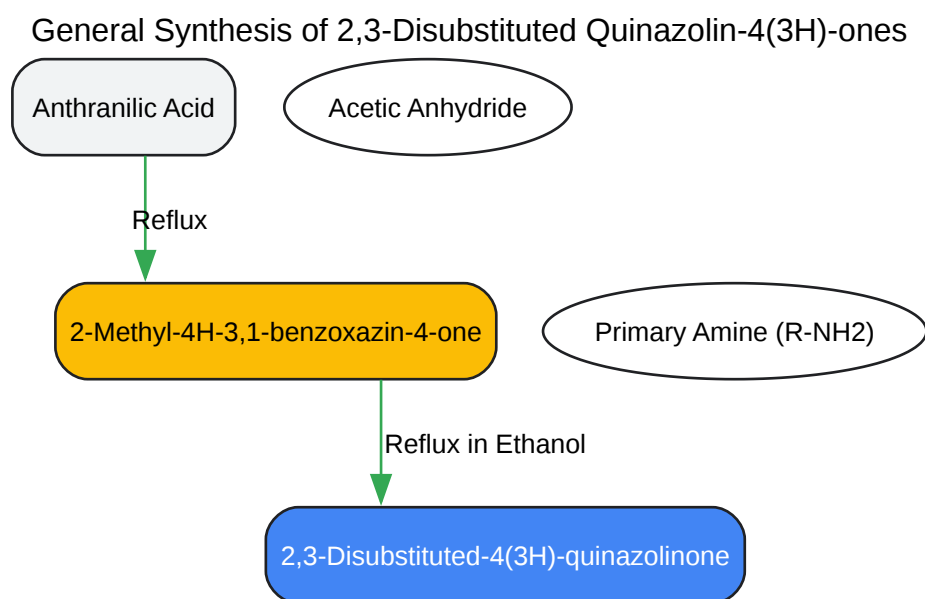 General Synthesis of 2,3-Disubstituted Quinazolin-4(3H)-ones
Anthranilic Acid
Acetic Anhydride
Reflux
2-Methyl-4H-3,1-benzoxazin-4-one
Primary Amine (R-NH2)
Reflux in Ethanol
2,3-Disubstituted-4(3H)-quinazolinone